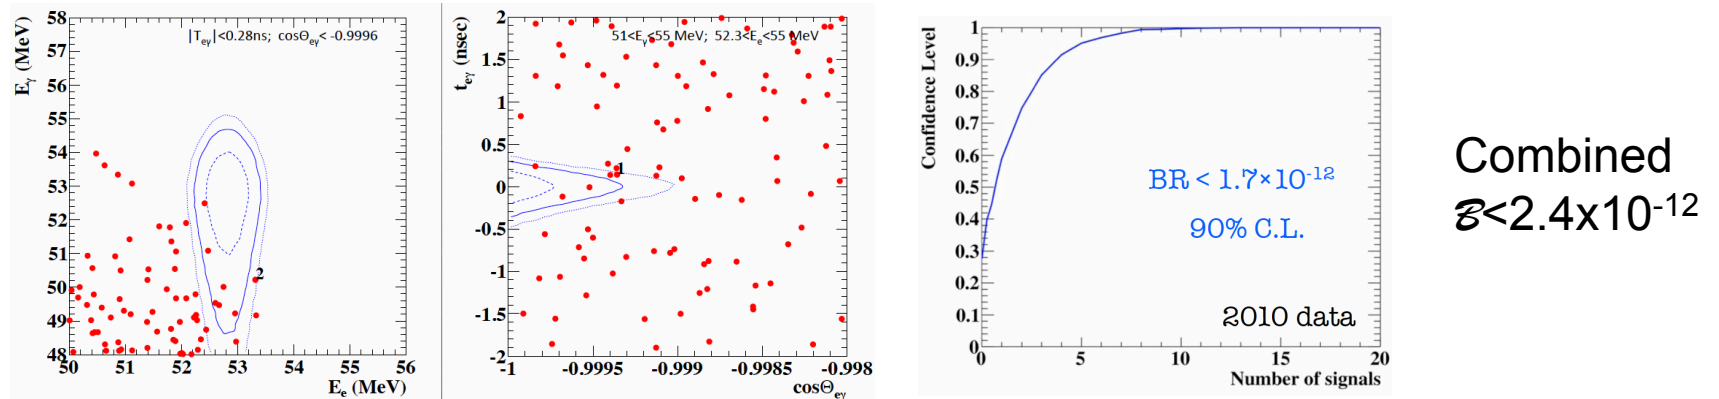 58
57
56
55
54
53
52
51
50
49
48
50 51 52 53 54 55 56
E_γ (MeV)
E_e (MeV)
|T_eγ|<0.28ns; cosΘ_eγ< -0.9996
2
2
1.5
1
0.5
0
-0.5
-1
-1.5
-2
-1 -0.9995 -0.999 -0.9985 -0.998
t_eγ (nsec)
cosΘ_eγ
51<E_γ<55 MeV; 52.3<E_e<55 MeV
1
1
0.9
0.8
0.7
0.6
0.5
0.4
0.3
0.2
0.1
0
0 5 10 15 20
Confidence Level
Number of signals
BR < 1.7×10⁻¹²
90% C.L.
2010 data
Combined
ℬ<2.4x10⁻¹²